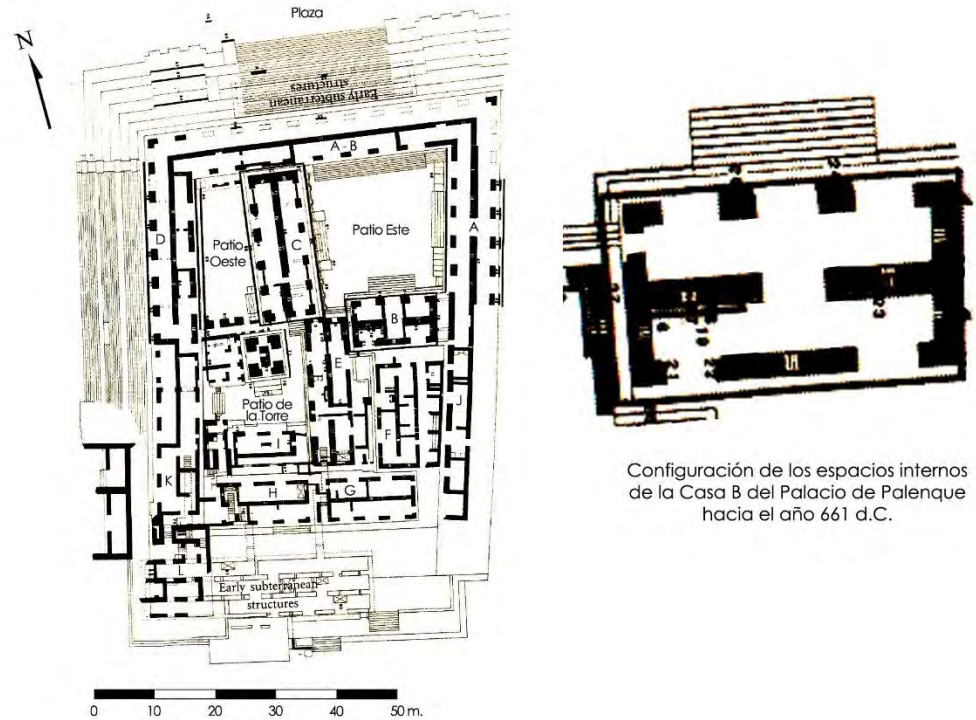 Plaza
N
Early subterranean
structures
A - B
D
Patio
Oeste
C
Patio Este
A
B
E
Patio de
la Torre
F
J
I
K
H
G
L
Early subterranean
structures
0 10 20 30 40 50 m.
Configuración de los espacios internos
de la Casa B del Palacio de Palenque
hacia el año 661 d.C.